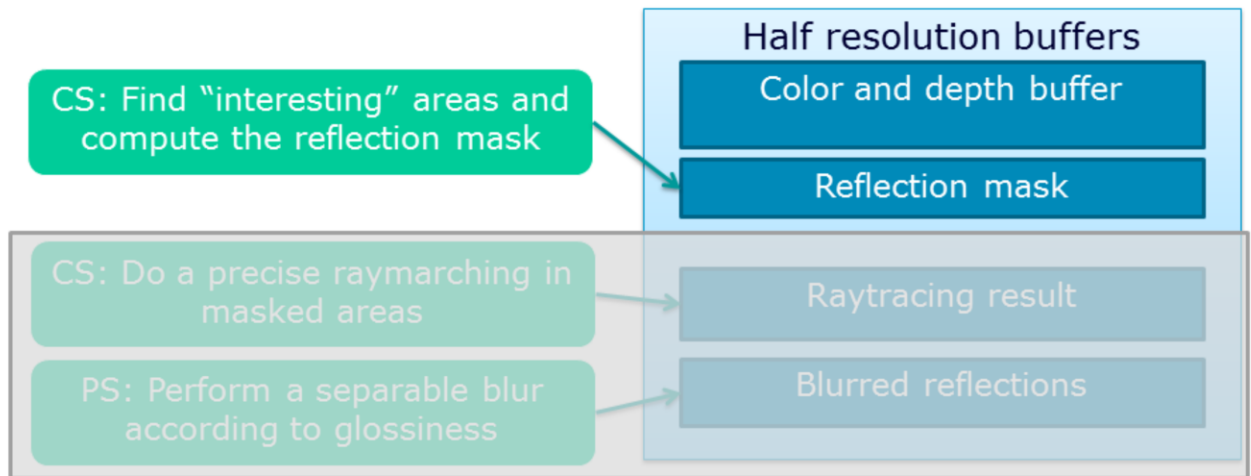 Half resolution buffers
CS: Find “interesting” areas and
compute the reflection mask
Color and depth buffer
Reflection mask
CS: Do a precise raymarching in
masked areas
Raytracing result
PS: Perform a separable blur
according to glossiness
Blurred reflections